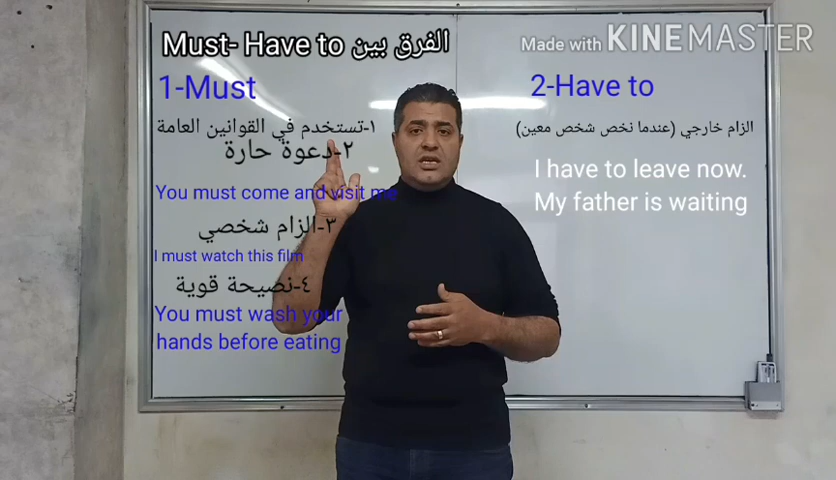 الفرق بين Must- Have to
Made with KINEMASTER
1-Must
١-تستخدم في القوانين العامة
٢-دعوة حارة
You must come and visit me
٣-الزام شخصي
I must watch this film
٤-نصيحة قوية
You must wash your
hands before eating
2-Have to
الزام خارجي (عندما نخص شخص معين)
I have to leave now.
My father is waiting